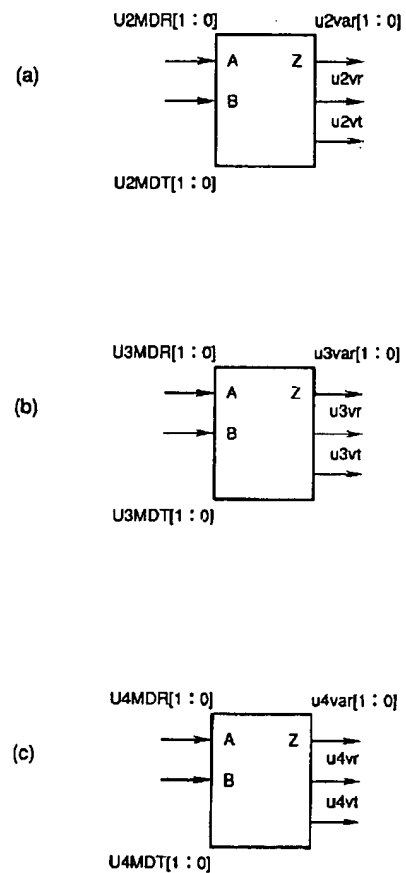 U2MDR[1 : 0] u2var[1 : 0]
(a) A Z u2vr
B u2vt
U2MDT[1 : 0]
U3MDR[1 : 0] u3var[1 : 0]
(b) A Z u3vr
B u3vt
U3MDT[1 : 0]
U4MDR[1 : 0] u4var[1 : 0]
(c) A Z u4vr
B u4vt
U4MDT[1 : 0]